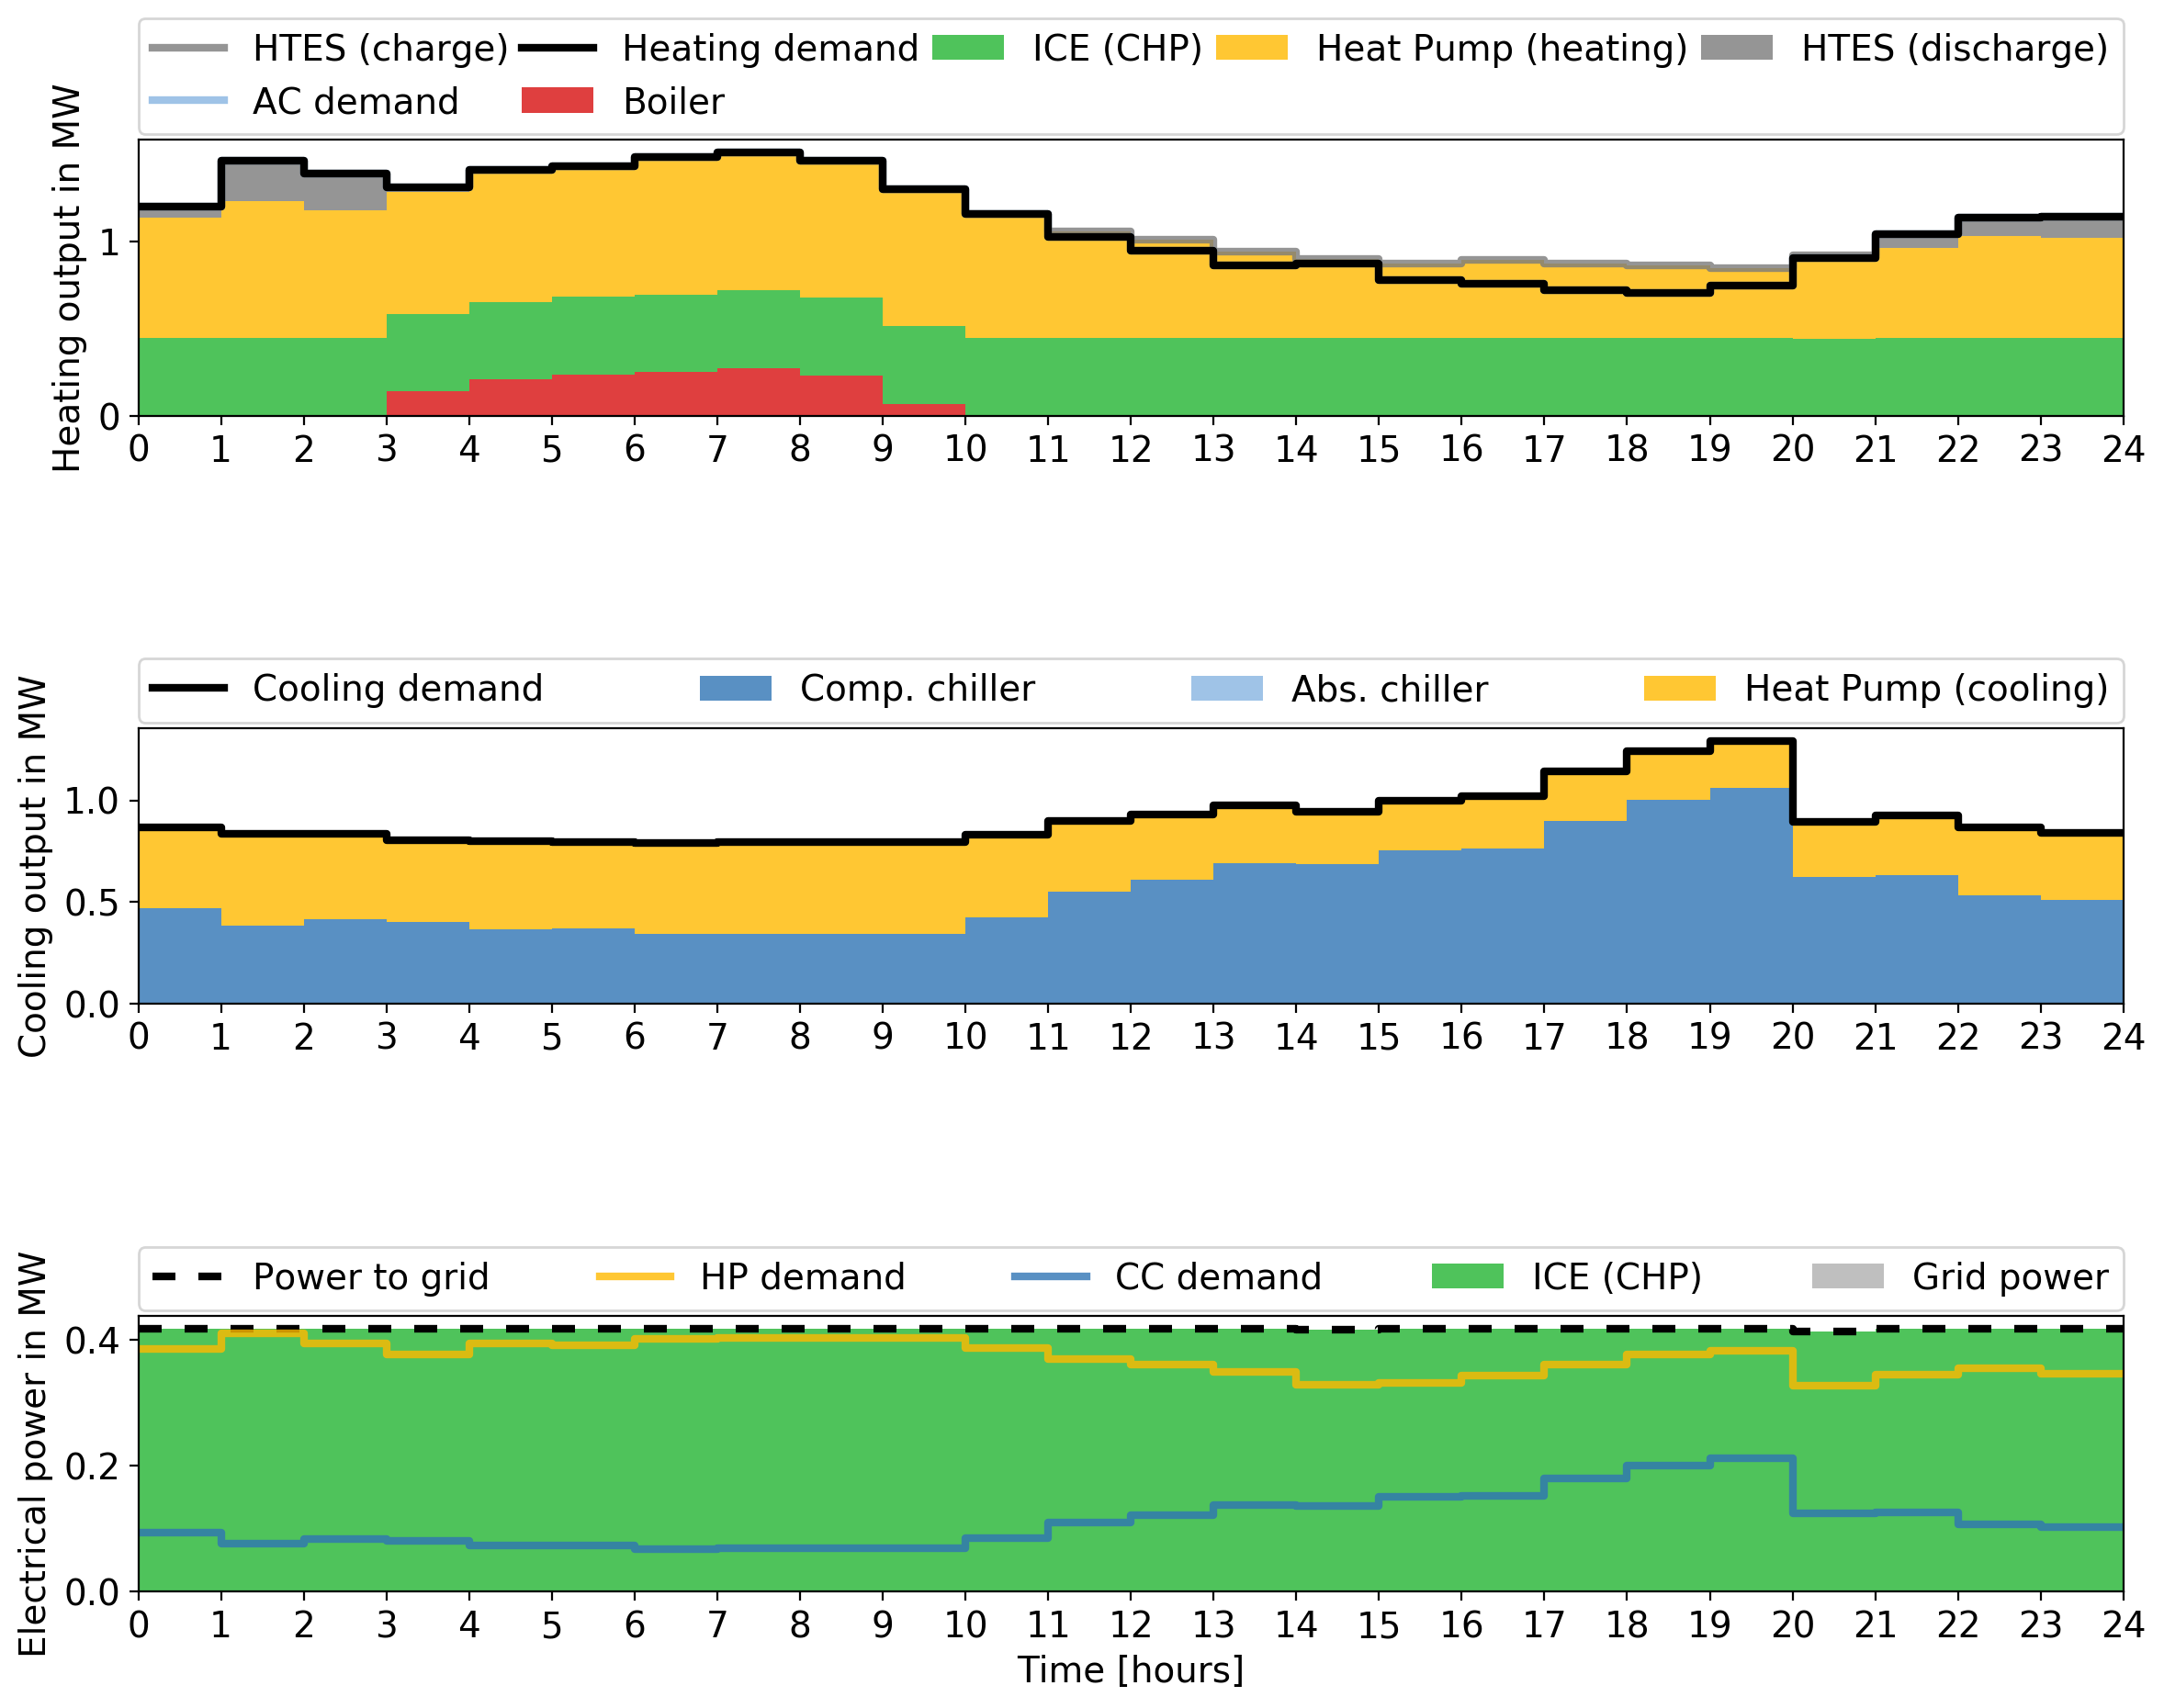 HTES (charge) Heating demand ICE (CHP) Heat Pump (heating) HTES (discharge)
AC demand Boiler
Heating output in MW
1
0
0 1 2 3 4 5 6 7 8 9 10 11 12 13 14 15 16 17 18 19 20 21 22 23 24
Cooling demand Comp. chiller Abs. chiller Heat Pump (cooling)
Cooling output in MW
1.0
0.5
0.0
0 1 2 3 4 5 6 7 8 9 10 11 12 13 14 15 16 17 18 19 20 21 22 23 24
Power to grid HP demand CC demand ICE (CHP) Grid power
Electrical power in MW
0.4
0.2
0.0
0 1 2 3 4 5 6 7 8 9 10 11 12 13 14 15 16 17 18 19 20 21 22 23 24
Time [hours]